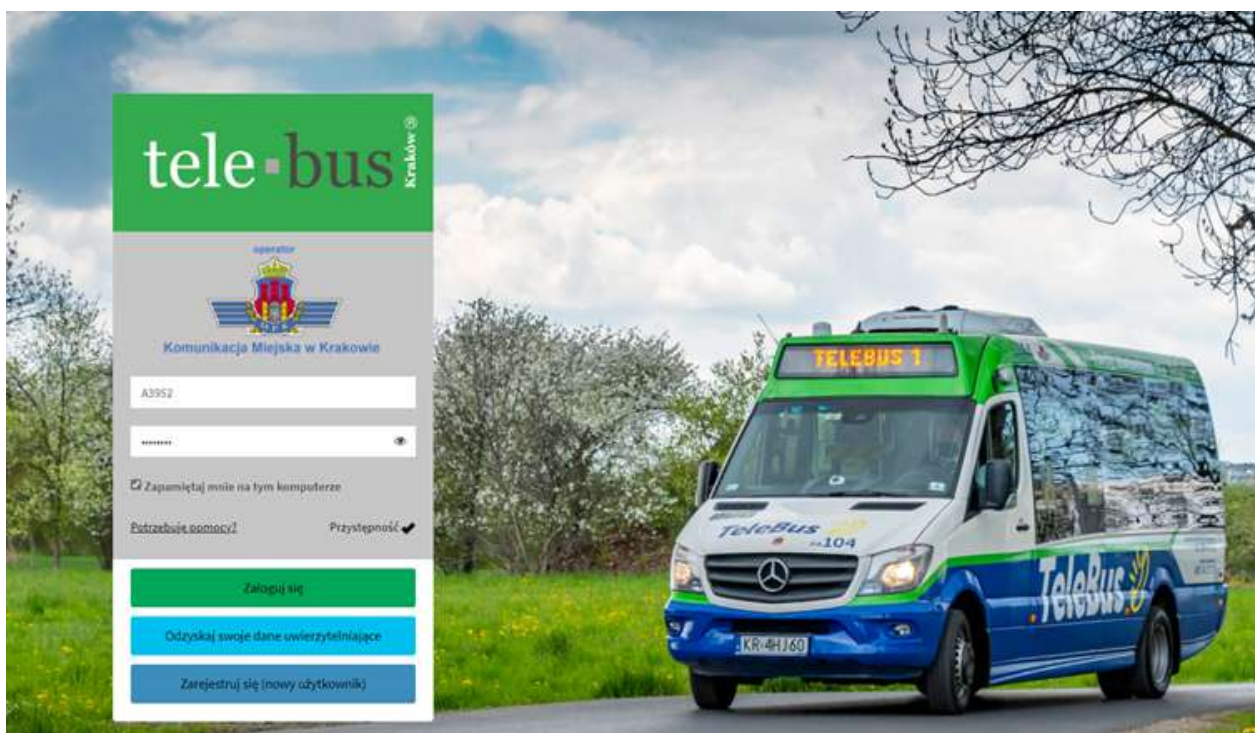 tele bus
Kraków
operator
Komunikacja Miejska w Krakowie
A3952
Zapamiętaj mnie na tym komputerze
Potrzebuję pomocy?
Przystępność
Zaloguj się
Odzyskaj swoje dane uwierzytelniające
Zarejestruj się (nowy użytkownik)
TELEBUS 1
TeleBus
104
TeleBus
KR 4HJ60